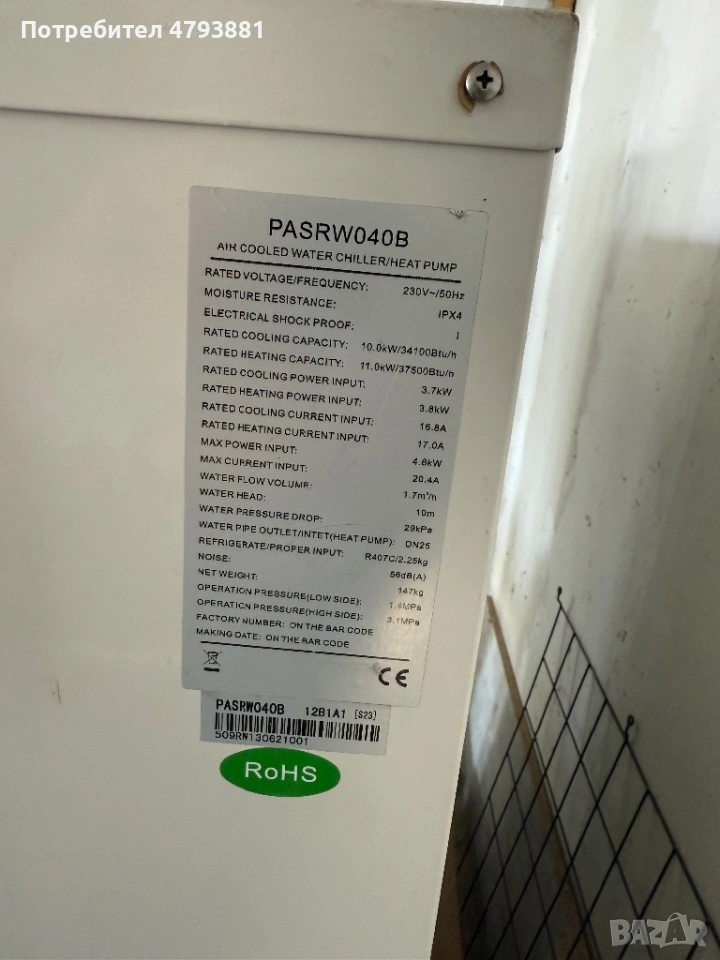 Потребител 4793881
PASRW040B
AIR COOLED WATER CHILLER/HEAT PUMP
RATED VOLTAGE/FREQUENCY: 230V~/50Hz
MOISTURE RESISTANCE: IPX4
ELECTRICAL SHOCK PROOF: I
RATED COOLING CAPACITY: 10.0kW/34100Btu/h
RATED HEATING CAPACITY: 11.0kW/37500Btu/h
RATED COOLING POWER INPUT: 3.7kW
RATED HEATING POWER INPUT: 3.8kW
RATED COOLING CURRENT INPUT: 16.8A
RATED HEATING CURRENT INPUT: 17.0A
MAX POWER INPUT: 4.6kW
MAX CURRENT INPUT: 20.4A
WATER FLOW VOLUME: 1.7m³/h
WATER HEAD: 10m
WATER PRESSURE DROP: 29kPa
WATER PIPE OUTLET/INTET(HEAT PUMP): DN25
REFRIGERATE/PROPER INPUT: R407C/2.25kg
NOISE: 56dB(A)
NET WEIGHT: 147kg
OPERATION PRESSURE(LOW SIDE): 1.4MPa
OPERATION PRESSURE(HIGH SIDE): 3.1MPa
FACTORY NUMBER: ON THE BAR CODE
MAKING DATE: ON THE BAR CODE
CE
PASRW040B 12B1A1 [S23]
509RW130621001
RoHS
BAZAR